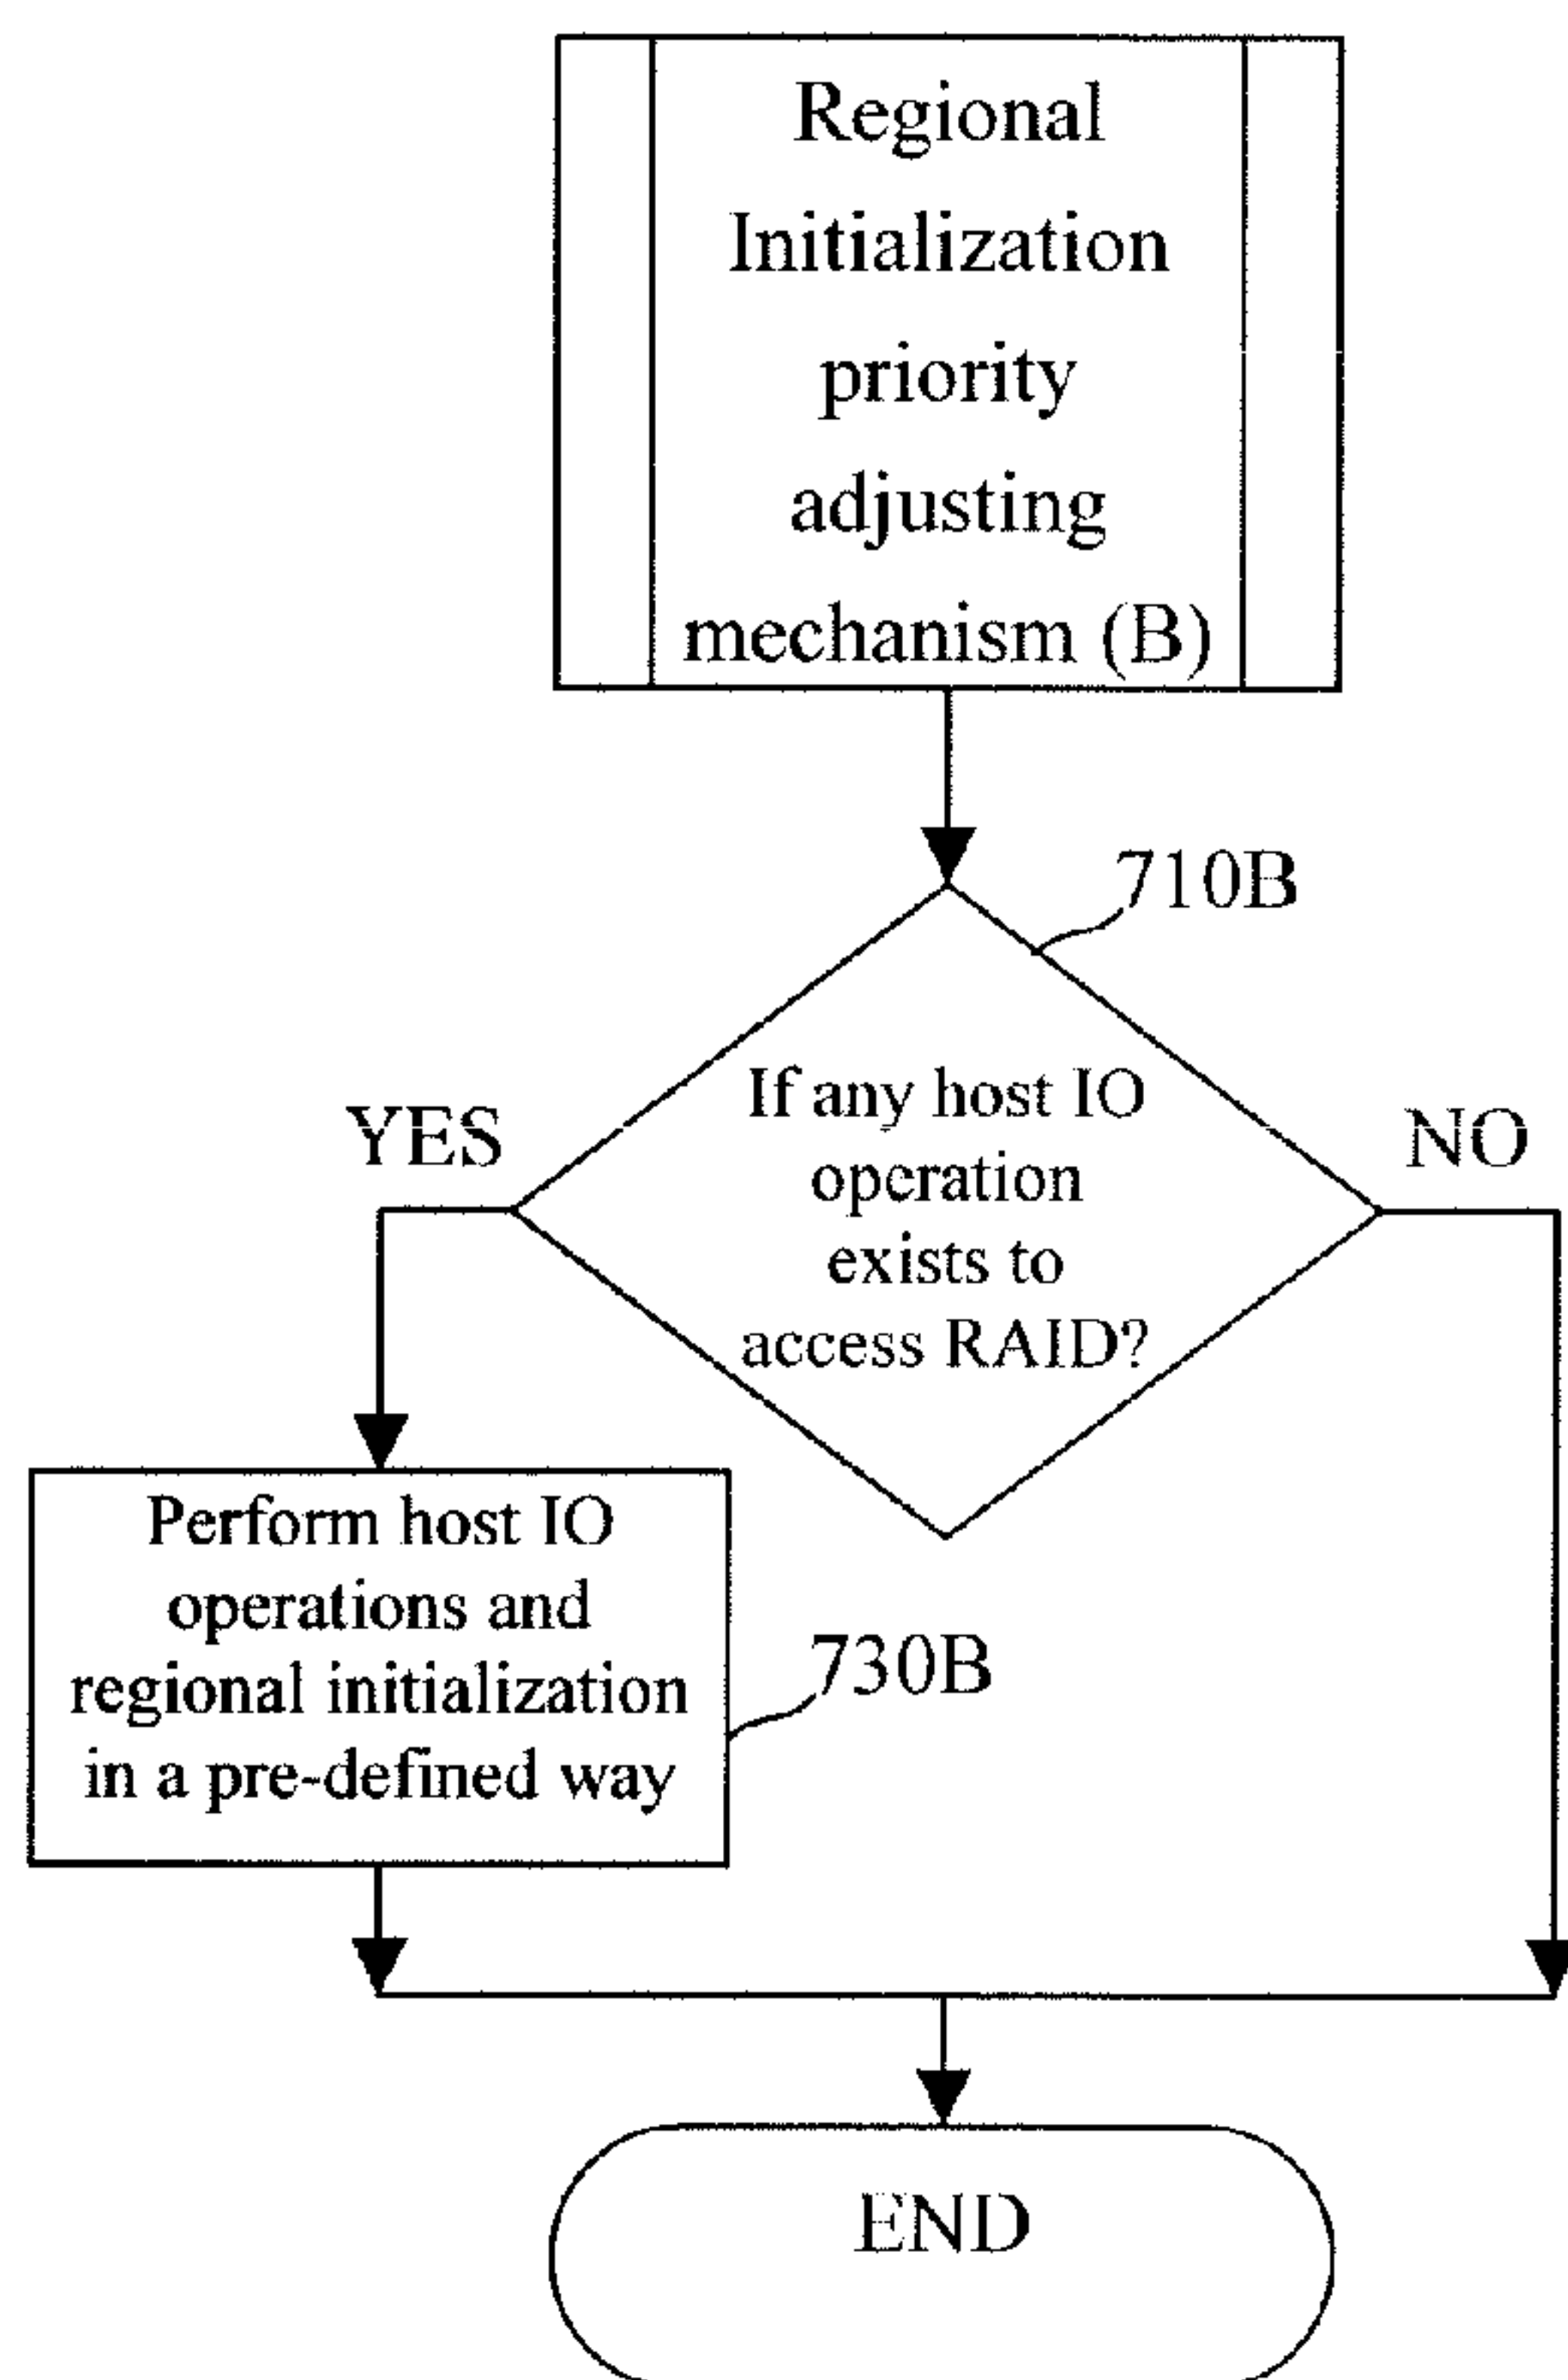 Regional
Initialization
priority
adjusting
mechanism (B)
710B
If any host IO
operation
exists to
access RAID?
YES
NO
Perform host IO
operations and
regional initialization
in a pre-defined way
730B
END